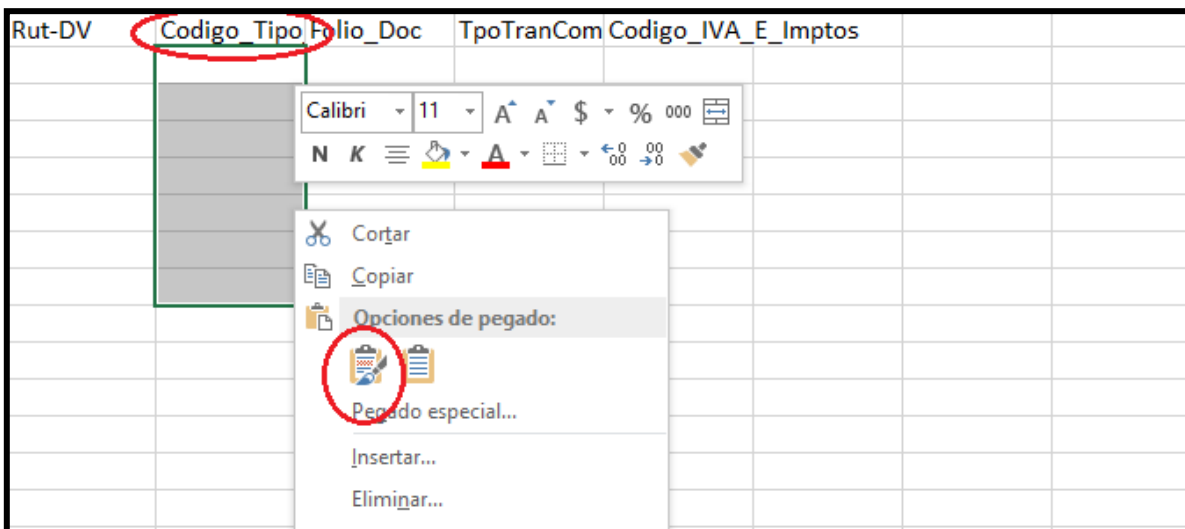 Rut-DV Codigo_Tipo Folio_Doc TpoTranCom Codigo_IVA_E_Imptos
Calibri 11 A A $ % 000
N K A
Cortar
Copiar
Opciones de pegado:
Pegado especial...
Insertar...
Eliminar...